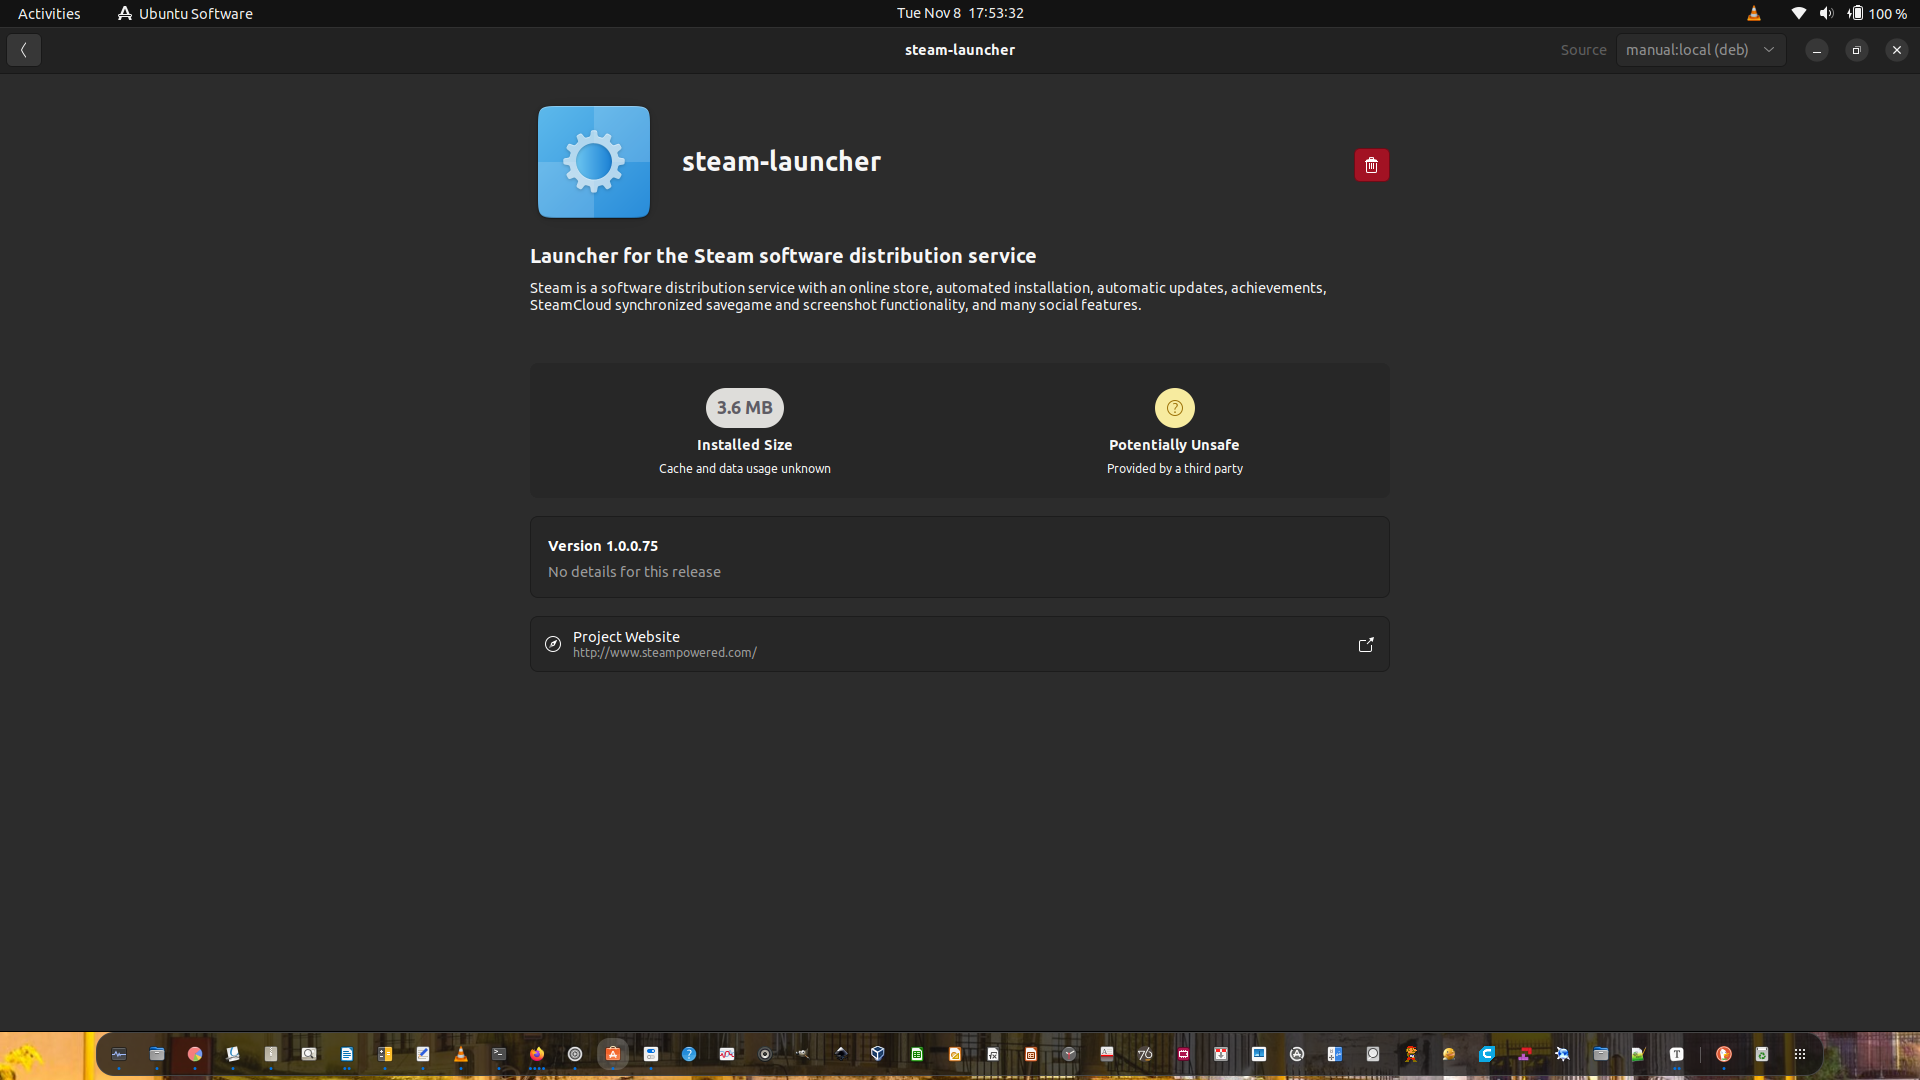 Activities
Ubuntu Software
Tue Nov 8 17:53:32
100 %
steam-launcher
Source
manual:local (deb)
steam-launcher
Launcher for the Steam software distribution service
Steam is a software distribution service with an online store, automated installation, automatic updates, achievements,
SteamCloud synchronized savegame and screenshot functionality, and many social features.
3.6 MB
Installed Size
Cache and data usage unknown
Potentially Unsafe
Provided by a third party
Version 1.0.0.75
No details for this release
Project Website
http://www.steampowered.com/